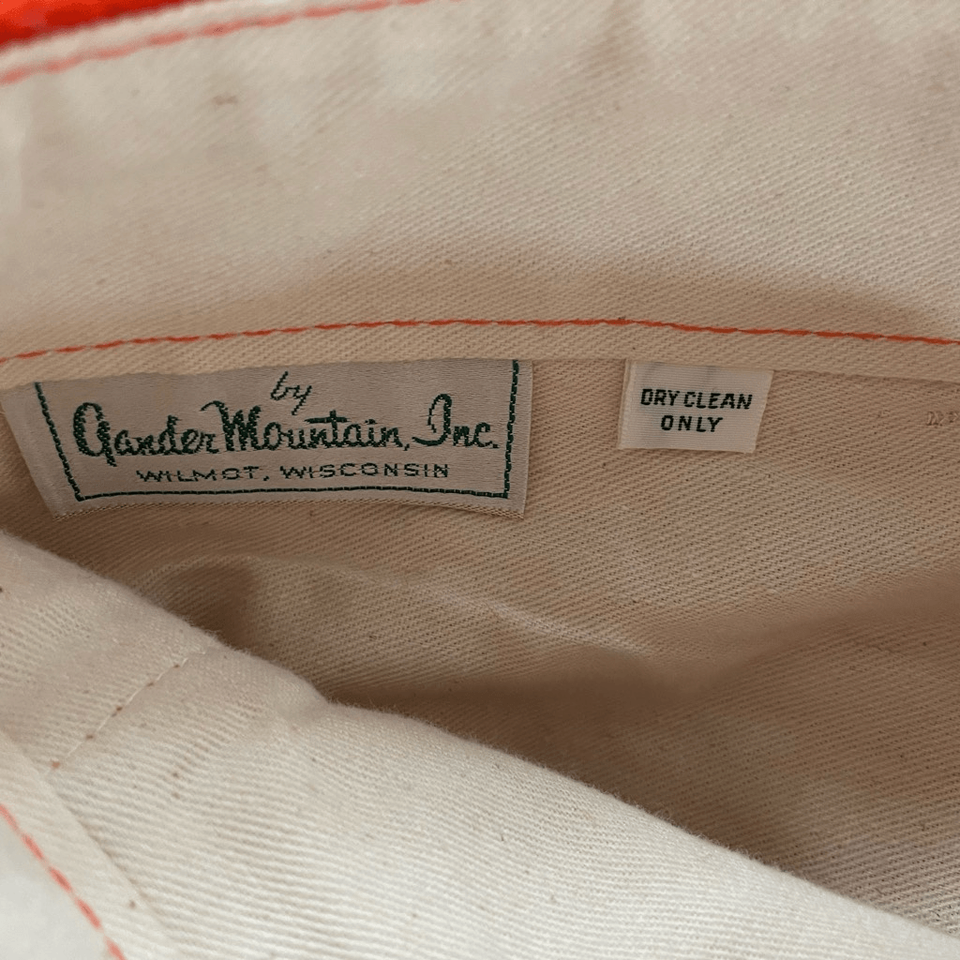 by
Gander Mountain, Inc.
WILMOT, WISCONSIN
DRY CLEAN
ONLY